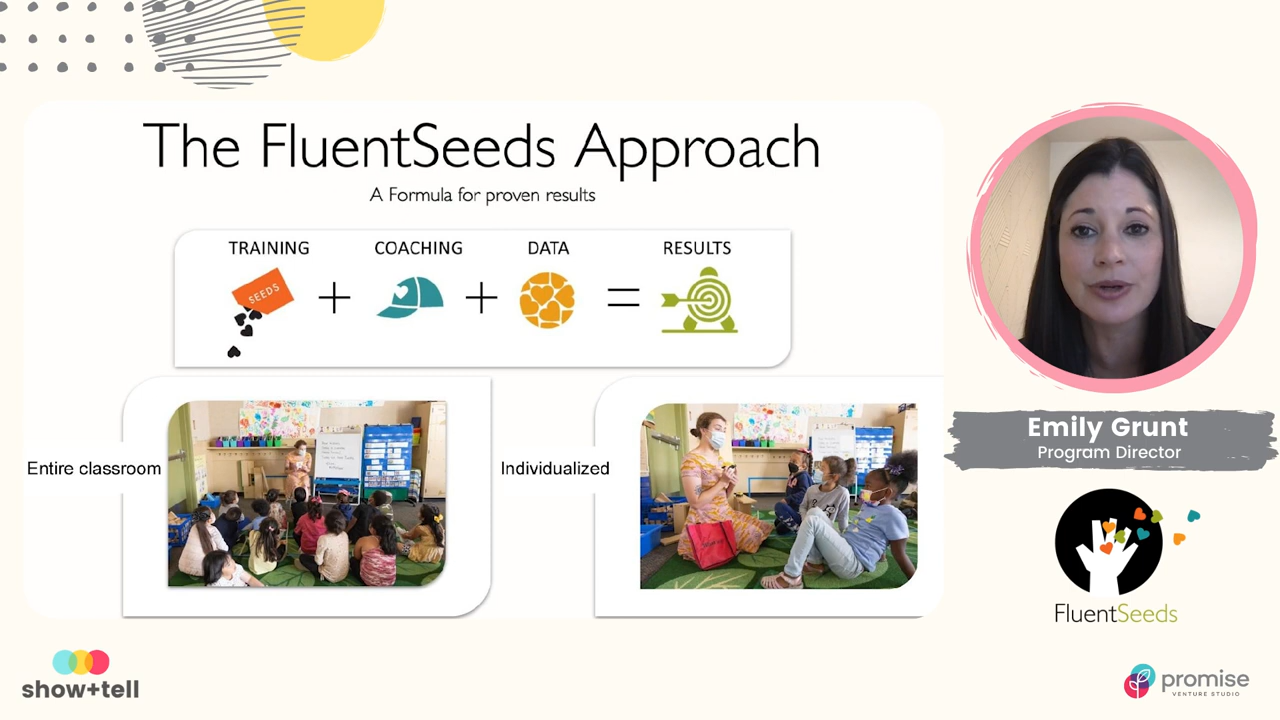 The FluentSeeds Approach
A Formula for proven results
TRAINING
COACHING
DATA
RESULTS
SEEDS
Entire classroom
Individualized
Emily Grunt
Program Director
FluentSeeds
show+tell
promise
VENTURE STUDIO